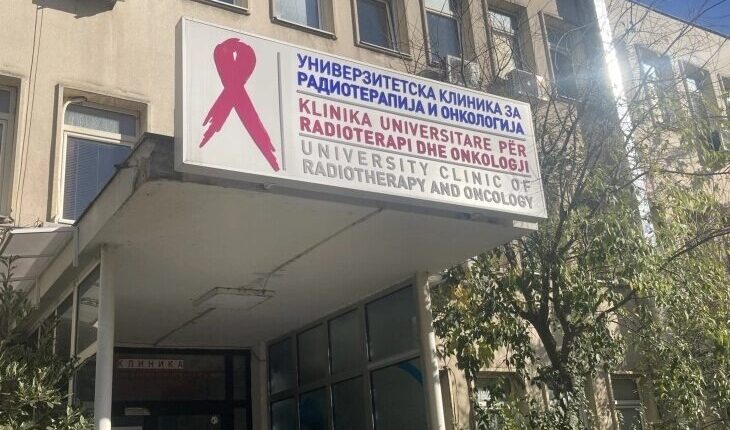 УНИВЕРЗИТЕТСКА КЛИНИКА ЗА
РАДИОТЕРАПИЈА И ОНКОЛОГИЈА
KLINIKA UNIVERSITARE PËR
RADIOTERAPI DHE ONKOLOGJI
UNIVERSITY CLINIC OF
RADIOTHERAPY AND ONCOLOGY
КЛИНИКА